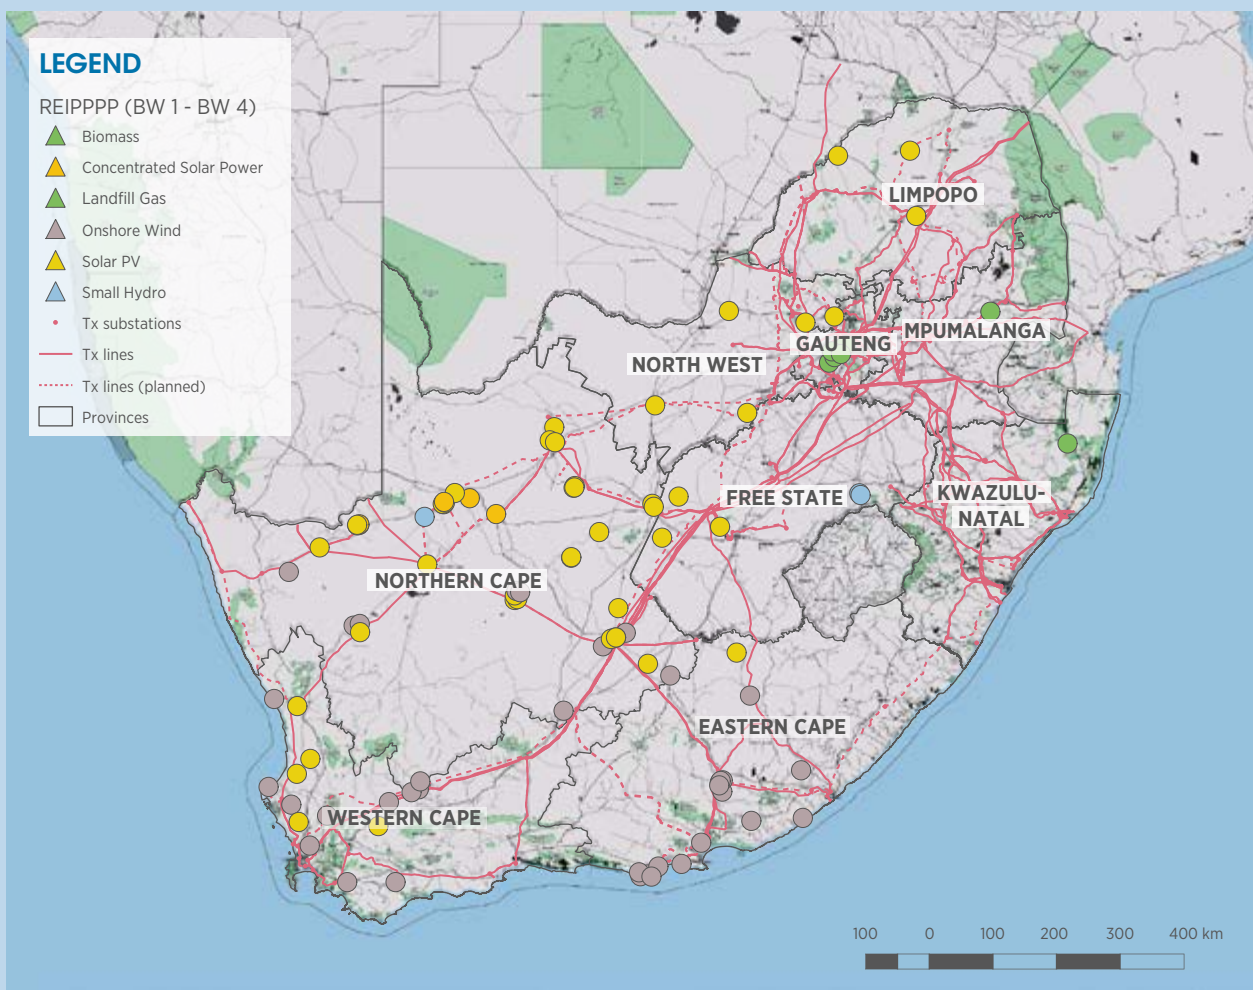 LEGEND
REIPPPP (BW 1 - BW 4)
Biomass
Concentrated Solar Power
Landfill Gas
Onshore Wind
Solar PV
Small Hydro
Tx substations
Tx lines
Tx lines (planned)
Provinces
LIMPOPO
MPUMALANGA
GAUTENG
NORTH WEST
FREE STATE
KWAZULU-
NATAL
NORTHERN CAPE
EASTERN CAPE
WESTERN CAPE
100 0 100 200 300 400 km